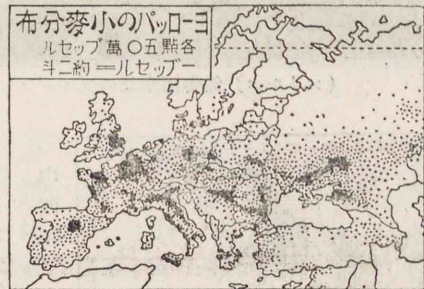 ヨーロッパの小麥分布
各點五〇萬ブッセル
一ブッセル＝約二斗